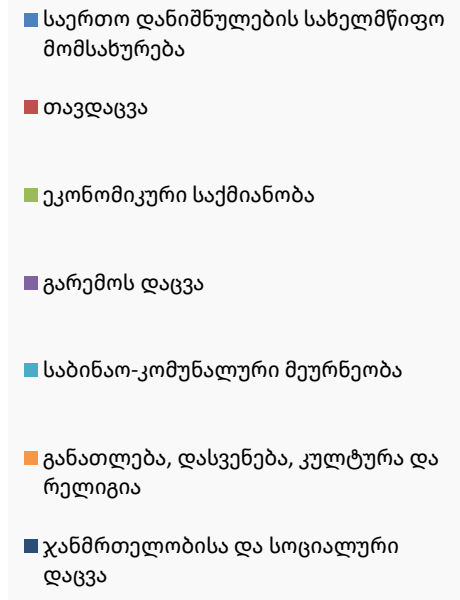 საერთო დანიშნულების სახელმწიფო
მომსახურება
თავდაცვა
ეკონომიკური საქმიანობა
გარემოს დაცვა
საბინაო-კომუნალური მეურნეობა
განათლება, დასვენება, კულტურა და
რელიგია
ჯანმრთელობისა და სოციალური
დაცვა